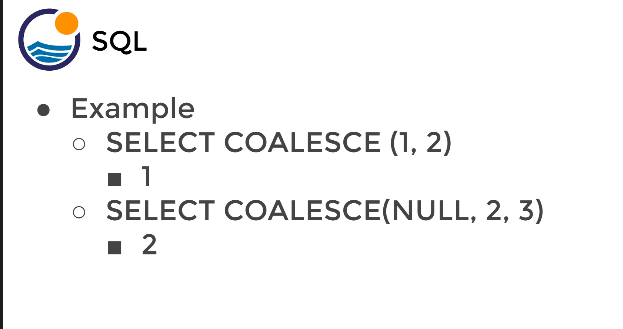 SQL
● Example
○ SELECT COALESCE (1, 2)
■ 1
○ SELECT COALESCE(NULL, 2, 3)
■ 2